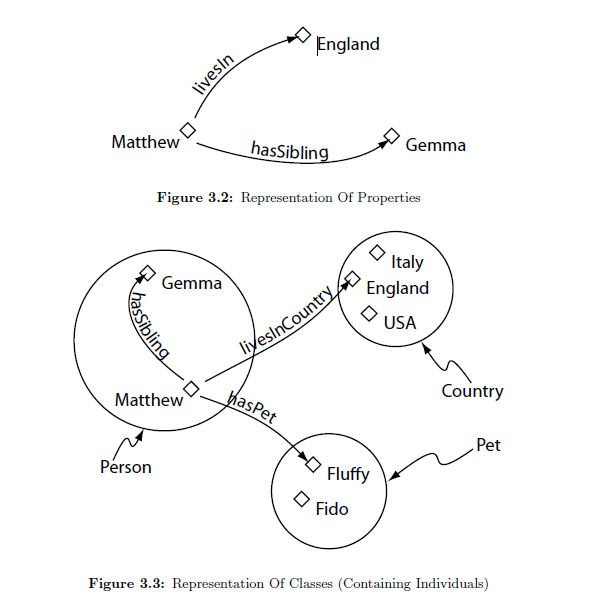 England
livesIn
Matthew
hasSibling
Gemma
Figure 3.2: Representation Of Properties
Italy
Gemma
England
hasSibling
livesInCountry
USA
Matthew
hasPet
Country
Person
Pet
Fluffy
Fido
Figure 3.3: Representation Of Classes (Containing Individuals)